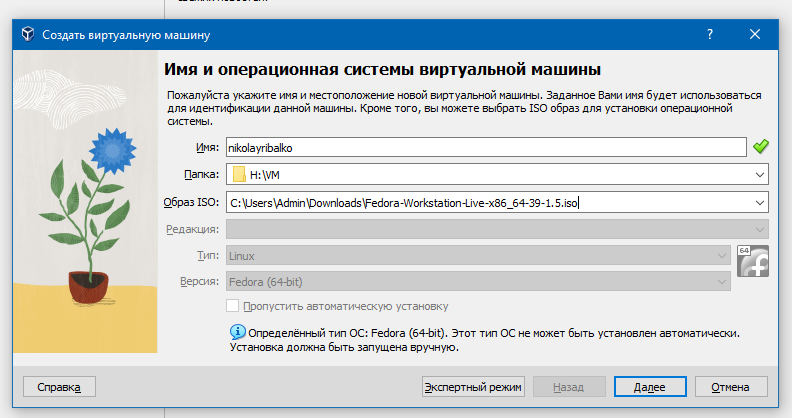 Создать виртуальную машину
Имя и операционная системы виртуальной машины
Пожалуйста укажите имя и местоположение новой виртуальной машины. Заданное Вами имя будет использоваться
для идентификации данной машины. Кроме того, вы можете выбрать ISO образ для установки операционной
системы.
Имя: nikolayribalko
Папка: H:\VM
Образ ISO: C:\Users\Admin\Downloads\Fedora-Workstation-Live-x86_64-39-1.5.iso
Редакция:
Тип: Linux
64
Версия: Fedora (64-bit)
Пропустить автоматическую установку
Определённый тип ОС: Fedora (64-bit). Этот тип ОС не может быть установлен автоматически.
Установка должна быть запущена вручную.
Справка Экспертный режим Назад Далее Отмена